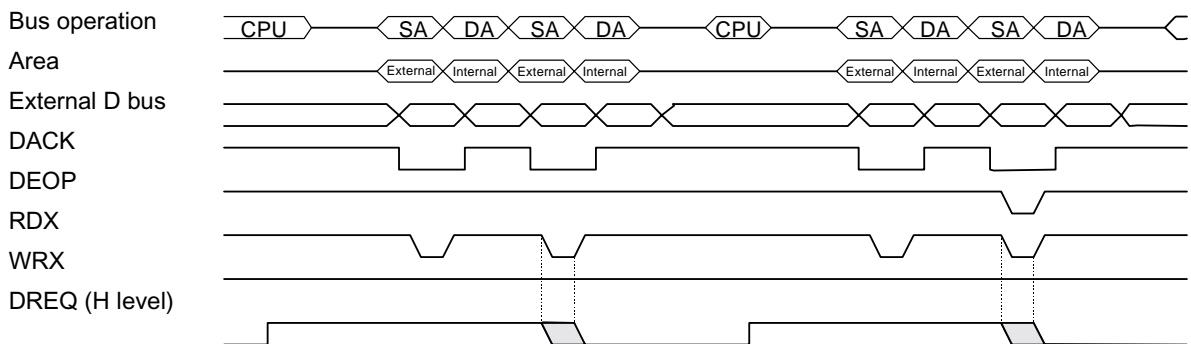 Bus operation CPU SA DA SA DA CPU SA DA SA DA
Area External Internal External Internal External Internal External Internal
External D bus
DACK
DEOP
RDX
WRX
DREQ (H level)